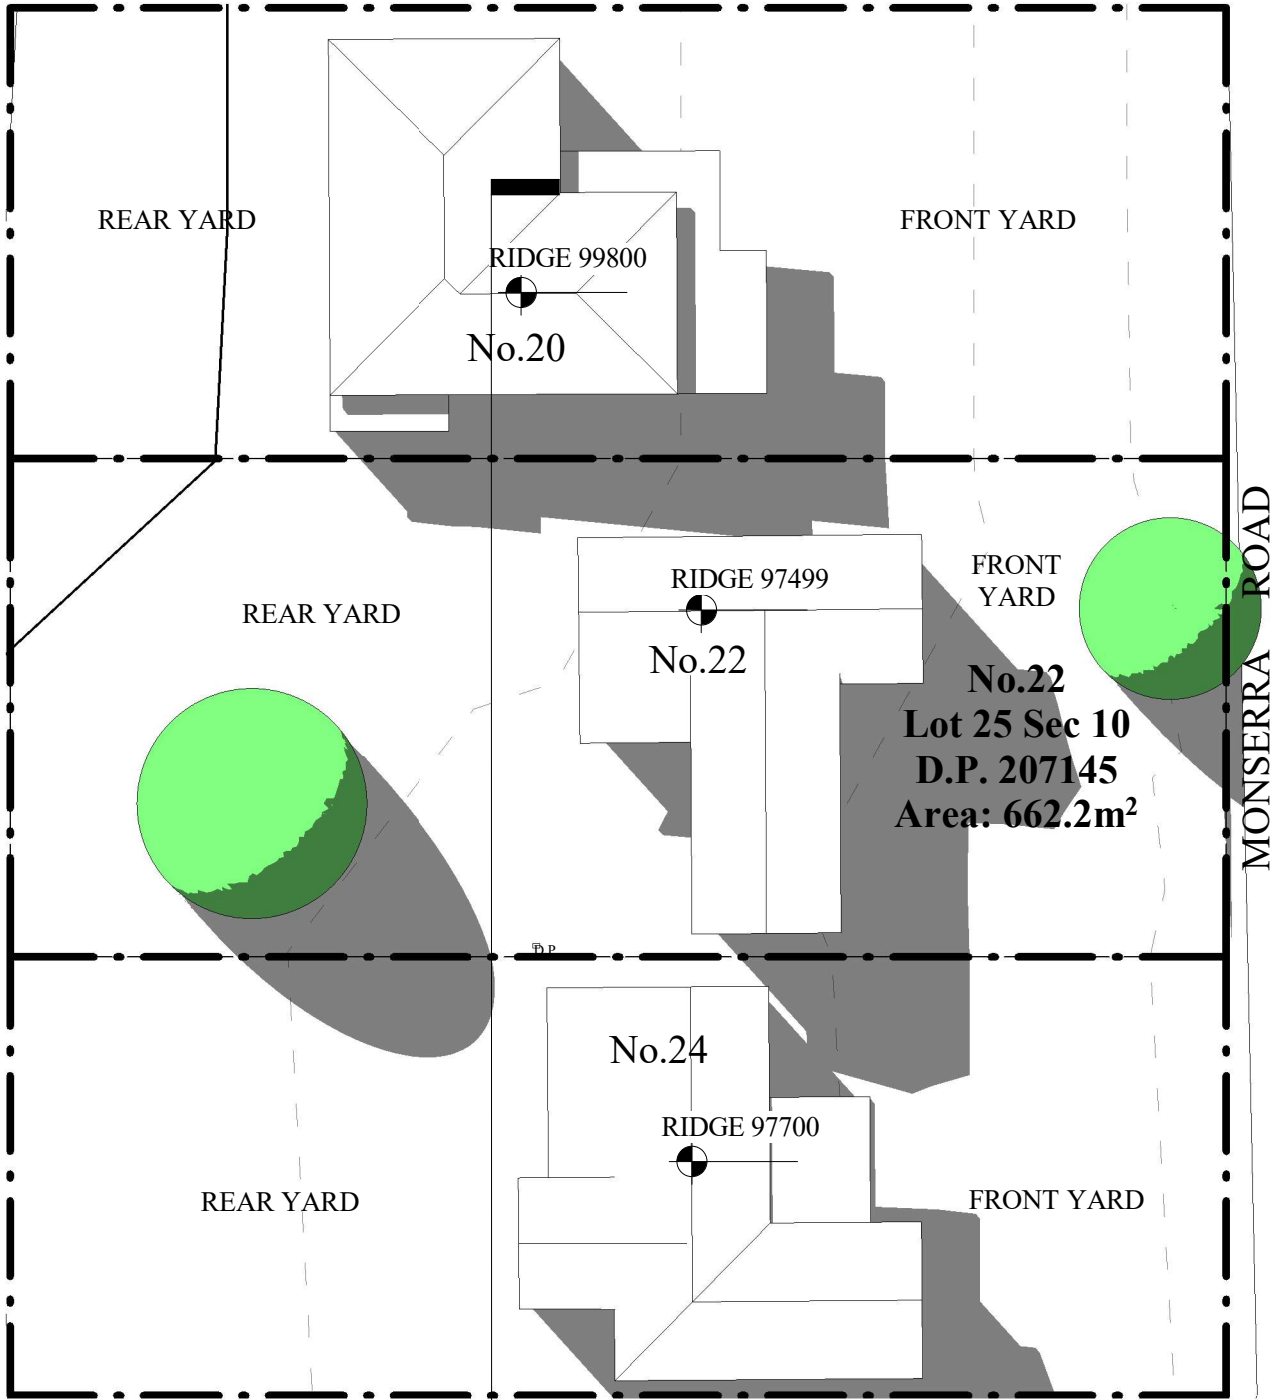 REAR YARD
FRONT YARD
RIDGE 99800
No.20
MONSERRA ROAD
FRONT
YARD
RIDGE 97499
REAR YARD
No.22
No.22
Lot 25 Sec 10
D.P. 207145
Area: 662.2m²
D.P
No.24
RIDGE 97700
REAR YARD
FRONT YARD